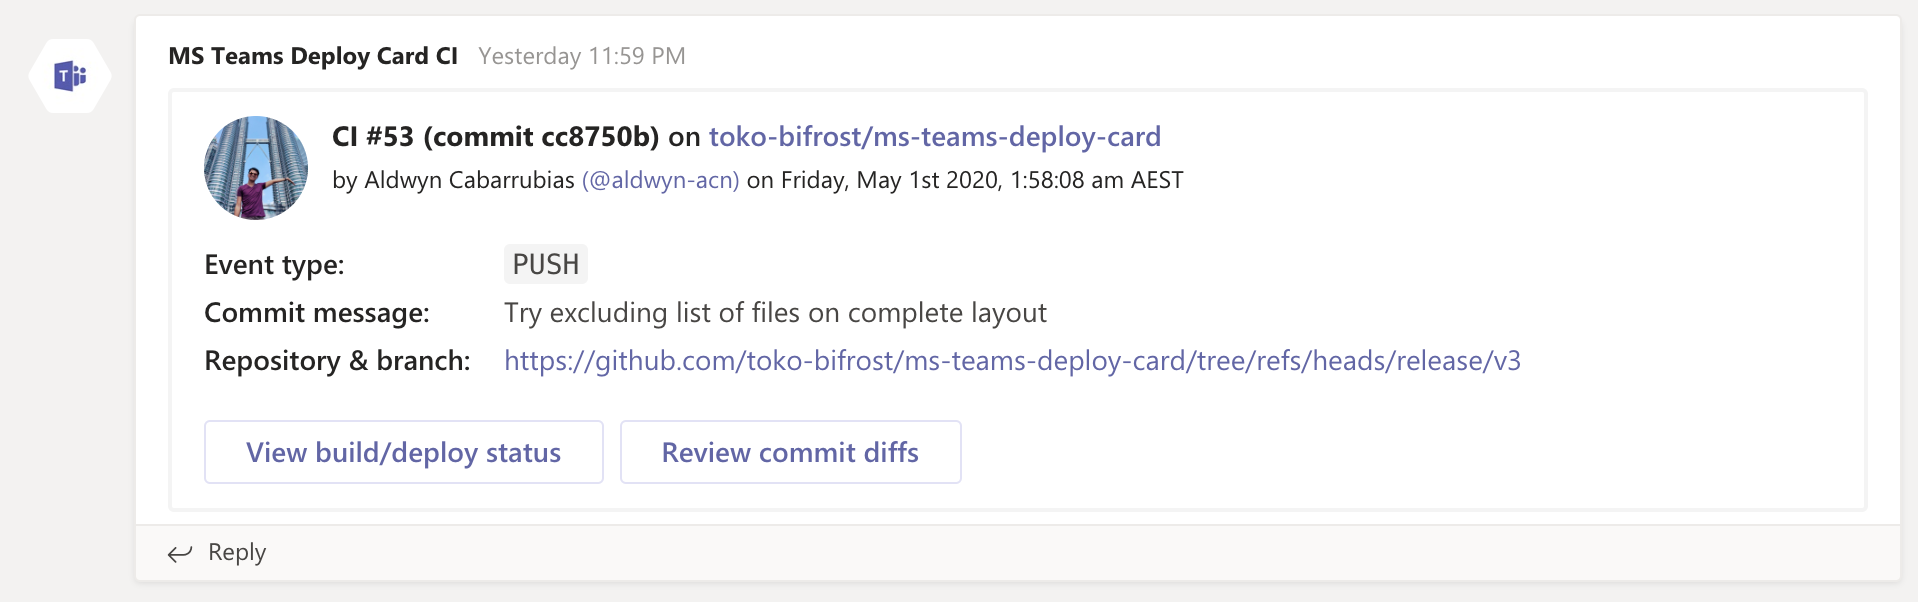 T
MS Teams Deploy Card CI Yesterday 11:59 PM
CI #53 (commit cc8750b) on toko-bifrost/ms-teams-deploy-card
by Aldwyn Cabarrubias (@aldwyn-acn) on Friday, May 1st 2020, 1:58:08 am AEST
Event type: PUSH
Commit message: Try excluding list of files on complete layout
Repository & branch: https://github.com/toko-bifrost/ms-teams-deploy-card/tree/refs/heads/release/v3
View build/deploy status Review commit diffs
Reply